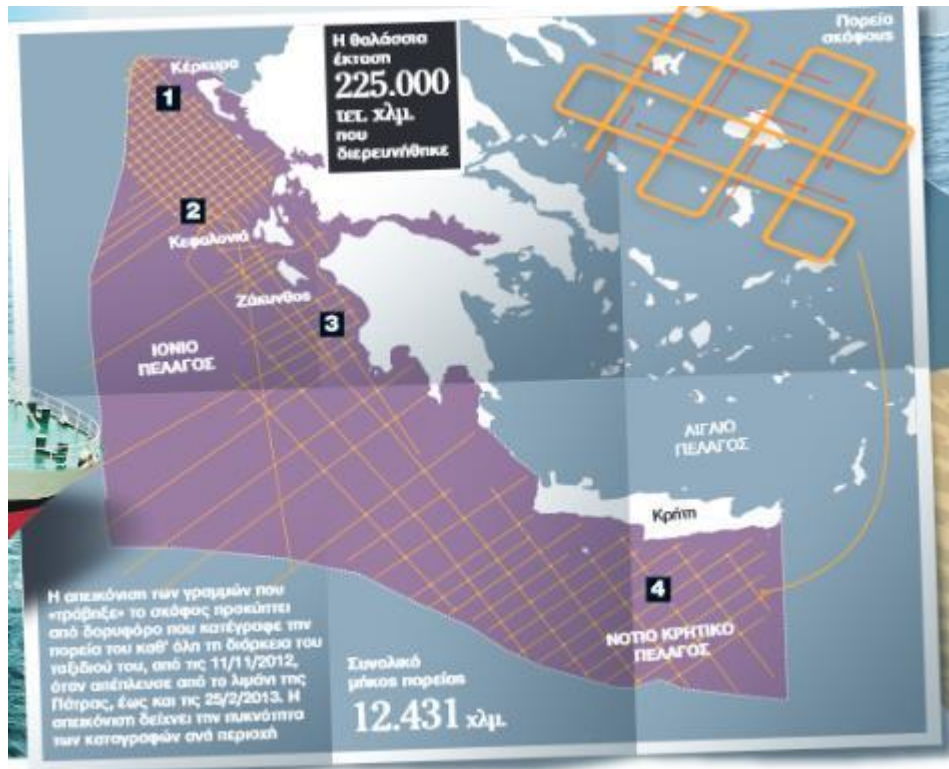 Πορεία
σκάφους
Η θαλάσσια
έκταση
225.000
τετ. χλμ.
που
διερευνήθηκε
Κέρκυρα
1
2
Κεφαλονιά
Ζάκυνθος
3
ΙΟΝΙΟ
ΠΕΛΑΓΟΣ
ΑΙΓΑΙΟ
ΠΕΛΑΓΟΣ
Κρήτη
4
ΝΟΤΙΟ ΚΡΗΤΙΚΟ
ΠΕΛΑΓΟΣ
Η απεικόνιση των γραμμών που
«τράβηξε» το σκάφος προκύπτει
από δορυφόρο που κατέγραφε την
πορεία του καθ' όλη τη διάρκεια του
ταξιδιού του, από τις 11/11/2012,
όταν απέπλευσε από το λιμάνι της
Πάτρας, έως και τις 25/2/2013. Η
απεικόνιση δείχνει την πυκνότητα
των καταγραφών ανά περιοχή
Συνολικό
μήκος πορείας
12.431 χλμ.